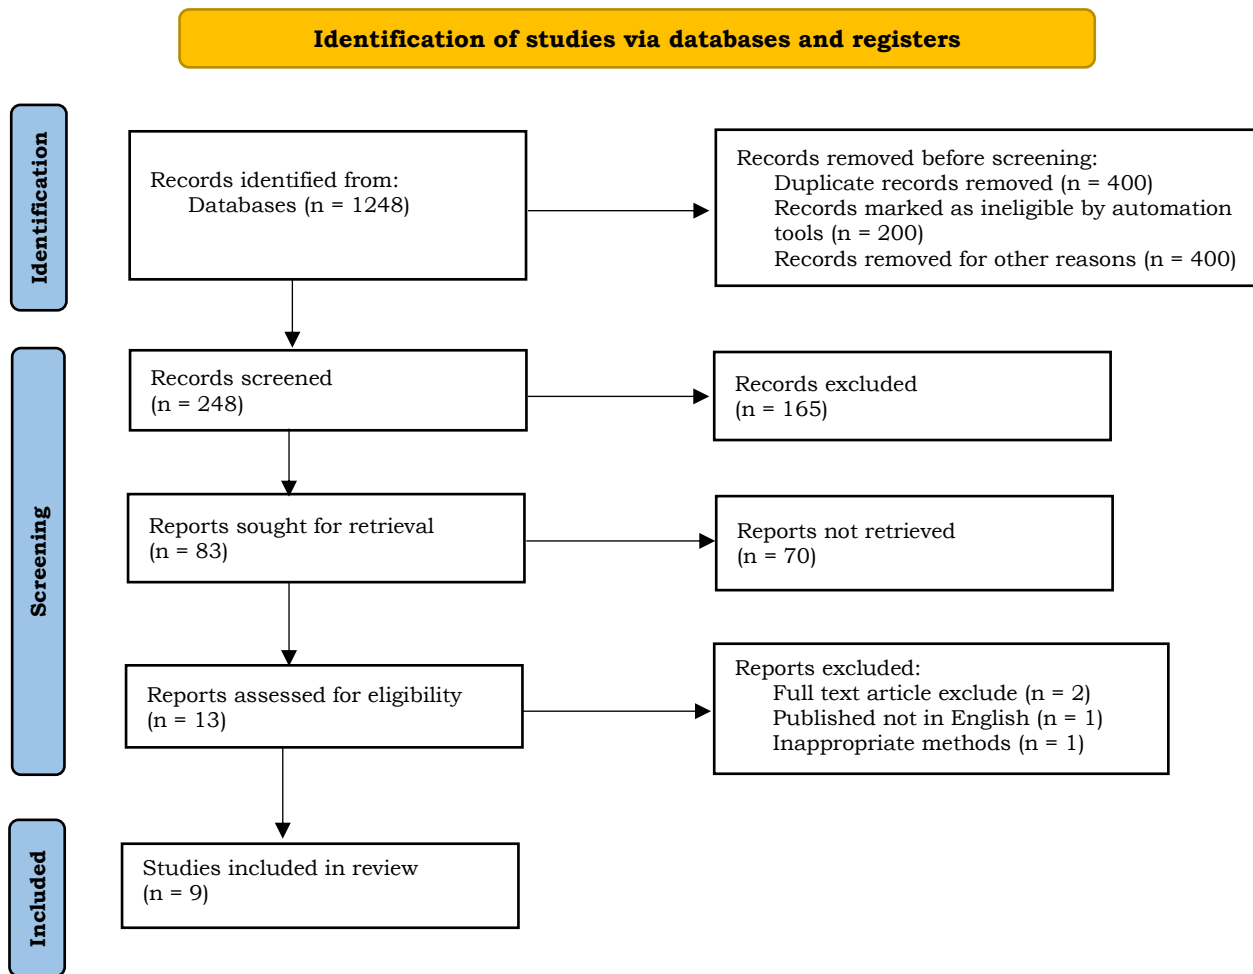 Identification of studies via databases and registers
Identification
Records identified from:
Databases (n = 1248)
Records removed before screening:
Duplicate records removed (n = 400)
Records marked as ineligible by automation
tools (n = 200)
Records removed for other reasons (n = 400)
Screening
Records screened
(n = 248)
Records excluded
(n = 165)
Reports sought for retrieval
(n = 83)
Reports not retrieved
(n = 70)
Reports assessed for eligibility
(n = 13)
Reports excluded:
Full text article exclude (n = 2)
Published not in English (n = 1)
Inappropriate methods (n = 1)
Included
Studies included in review
(n = 9)